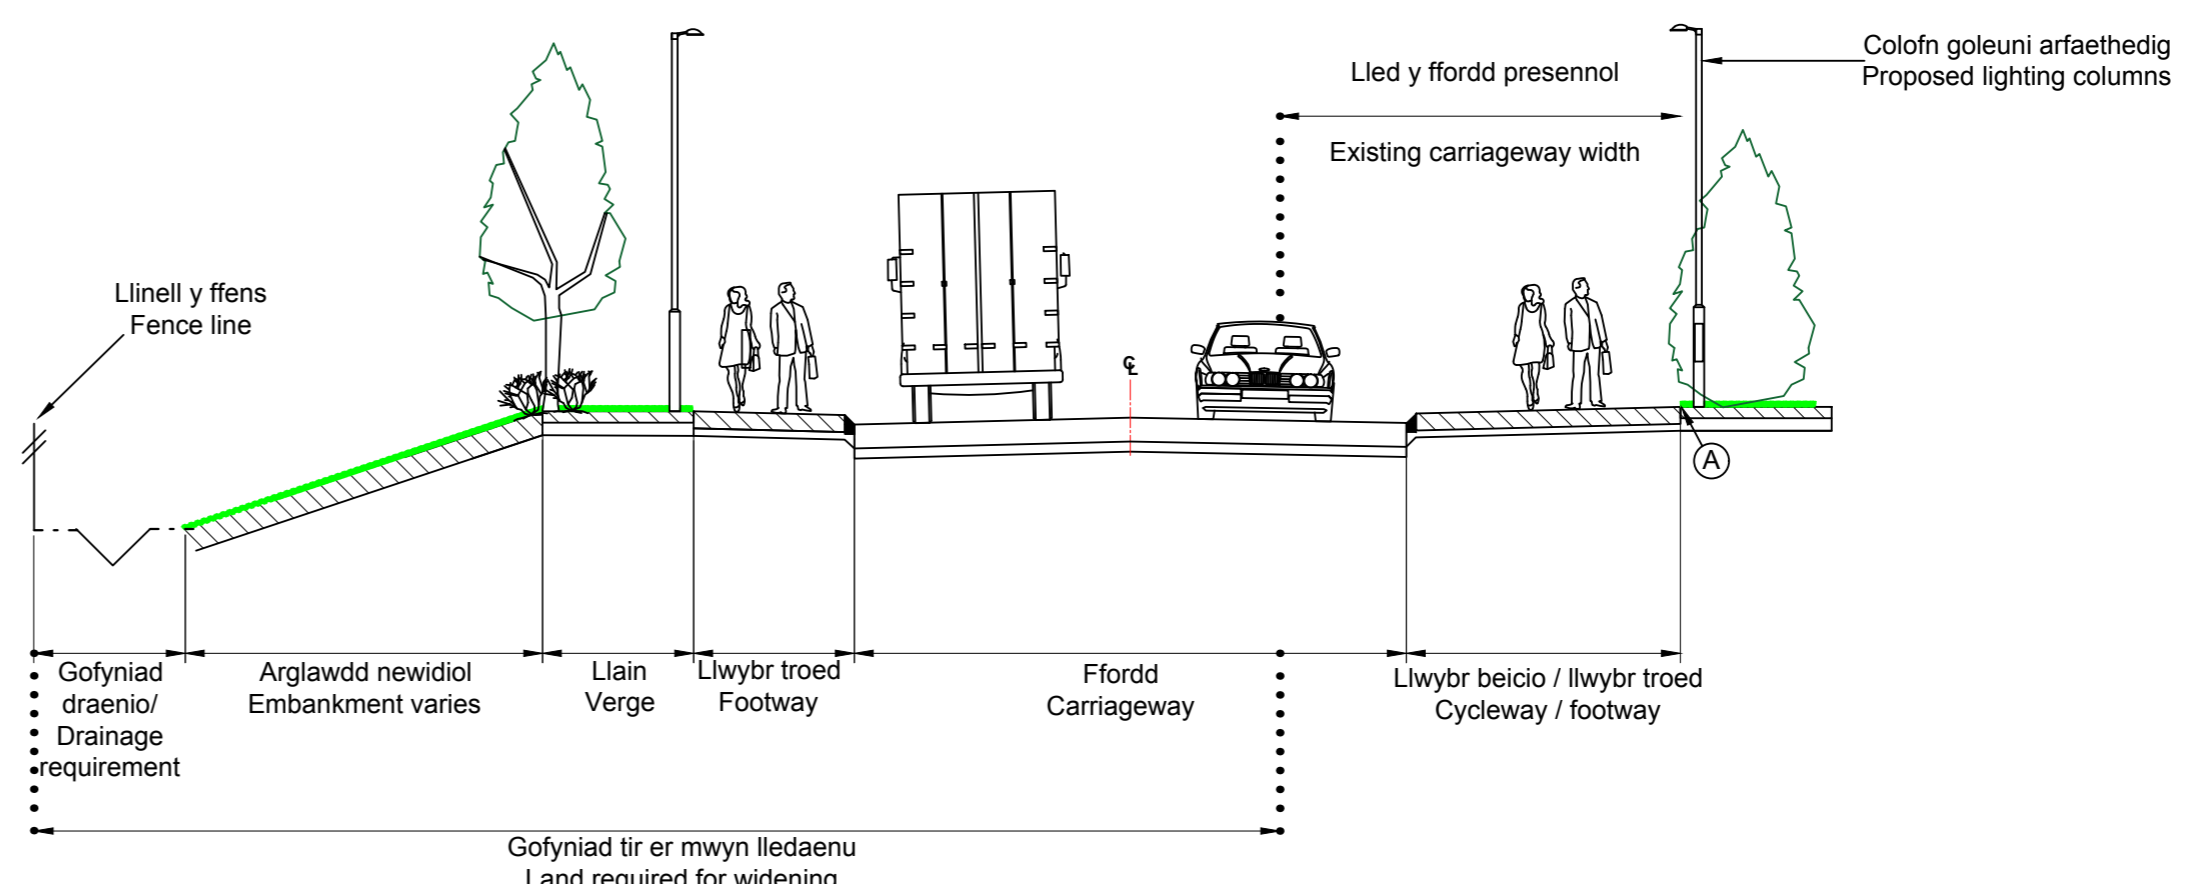 Colofn goleuni arfaethedig
Proposed lighting columns
Lled y ffordd presennol
Existing carriageway width
Llinell y ffens
Fence line
℄
A
Gofyniad
draenio/
Drainage
requirement
Arglawdd newidiol
Embankment varies
Llain
Verge
Llwybr troed
Footway
Ffordd
Carriageway
Llwybr beicio / llwybr troed
Cycleway / footway
Gofyniad tir er mwyn lledaenu
Land required for widening